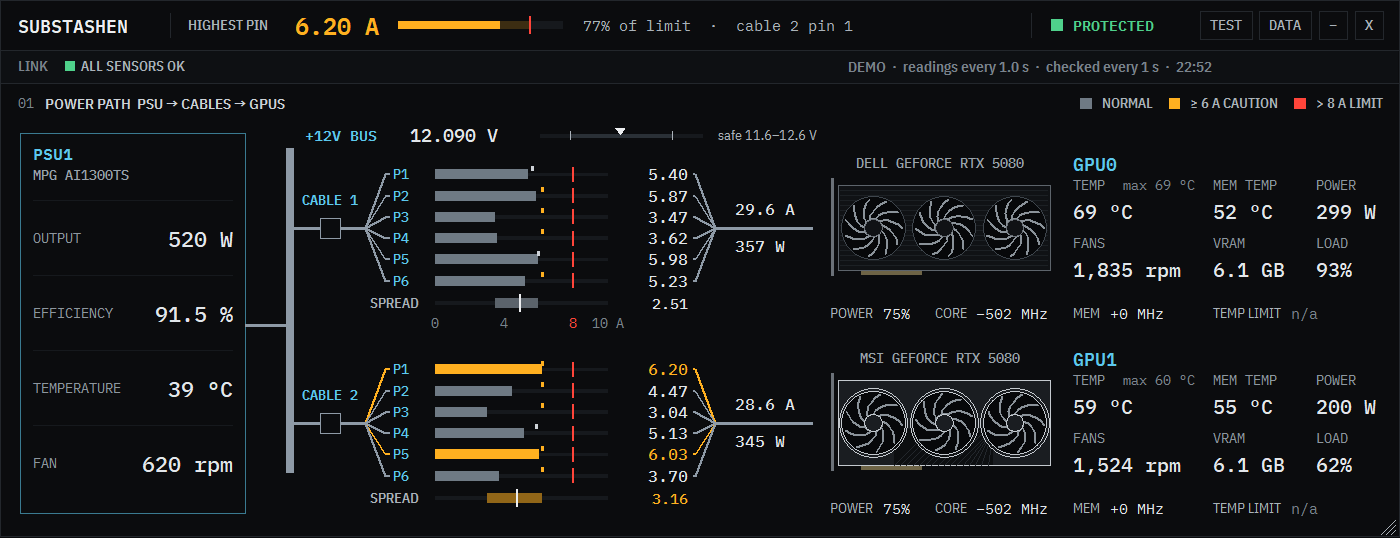 SUBSTASHEN HIGHEST PIN 6.20 A 77% of limit · cable 2 pin 1 PROTECTED TEST DATA − X
LINK ALL SENSORS OK DEMO · readings every 1.0 s · checked every 1 s · 22:52
01 POWER PATH PSU → CABLES → GPUS NORMAL ≥ 6 A CAUTION > 8 A LIMIT
PSU1
MPG AI1300TS
OUTPUT 520 W
EFFICIENCY 91.5 %
TEMPERATURE 39 °C
FAN 620 rpm
+12V BUS 12.090 V safe 11.6–12.6 V
CABLE 1
P1 5.40
P2 5.87
P3 3.47
P4 3.62
P5 5.98
P6 5.23
SPREAD 2.51
0 4 8 10 A
29.6 A
357 W
DELL GEFORCE RTX 5080
GPU0
TEMP max 69 °C MEM TEMP POWER
69 °C 52 °C 299 W
FANS VRAM LOAD
1,835 rpm 6.1 GB 93%
POWER 75% CORE −502 MHz MEM +0 MHz TEMP LIMIT n/a
CABLE 2
P1 6.20
P2 4.47
P3 3.04
P4 5.13
P5 6.03
P6 3.70
SPREAD 3.16
28.6 A
345 W
MSI GEFORCE RTX 5080
GPU1
TEMP max 60 °C MEM TEMP POWER
59 °C 55 °C 200 W
FANS VRAM LOAD
1,524 rpm 6.1 GB 62%
POWER 75% CORE −502 MHz MEM +0 MHz TEMP LIMIT n/a